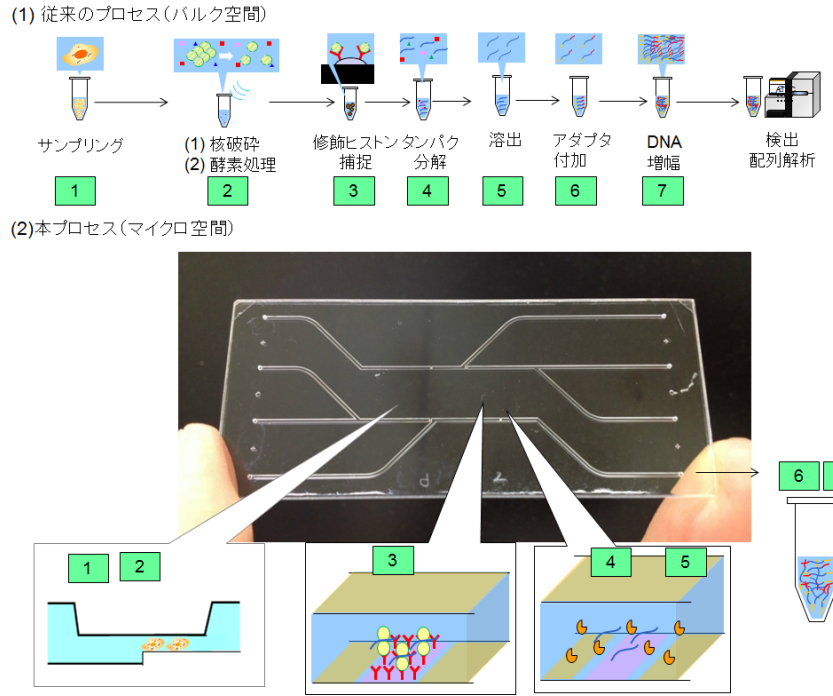 (1) 従来のプロセス(バルク空間)
サンプリング
(1) 核破砕
(2) 酵素処理
修飾ヒストン
捕捉
タンパク
分解
溶出
アダプタ
付加
DNA
増幅
検出
配列解析
1
2
3
4
5
6
7
(2)本プロセス(マイクロ空間)
6
1
2
3
4
5